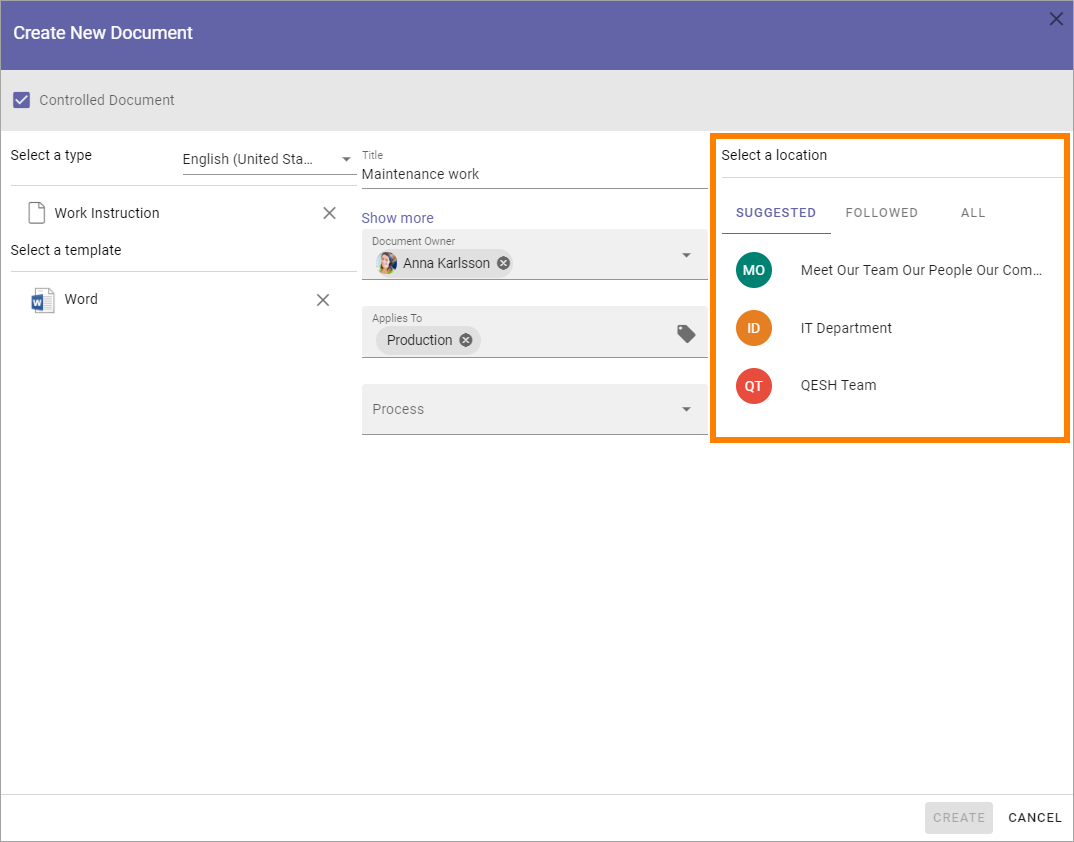 Create New Document
Controlled Document
Select a type
English (United Sta...
Work Instruction
Select a template
W
Word
Title
Maintenance work
Show more
Document Owner
Anna Karlsson
Applies To
Production
Process
Select a location
SUGGESTED FOLLOWED ALL
MO Meet Our Team Our People Our Com...
ID IT Department
QT QESH Team
CREATE CANCEL